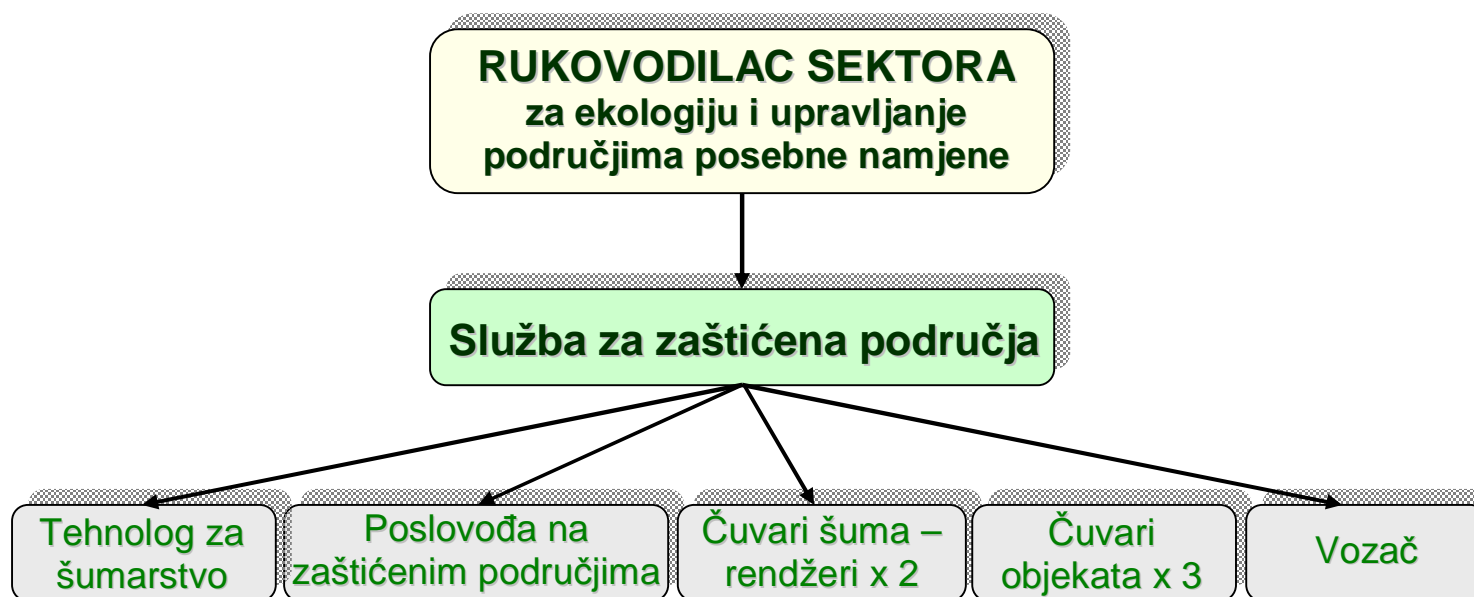 RUKOVODILAC SEKTORA
za ekologiju i upravljanje
područjima posebne namjene
Služba za zaštićena područja
Tehnolog za
šumarstvo
Poslovođa na
zaštićenim područjima
Čuvari šuma –
rendžeri x 2
Čuvari
objekata x 3
Vozač